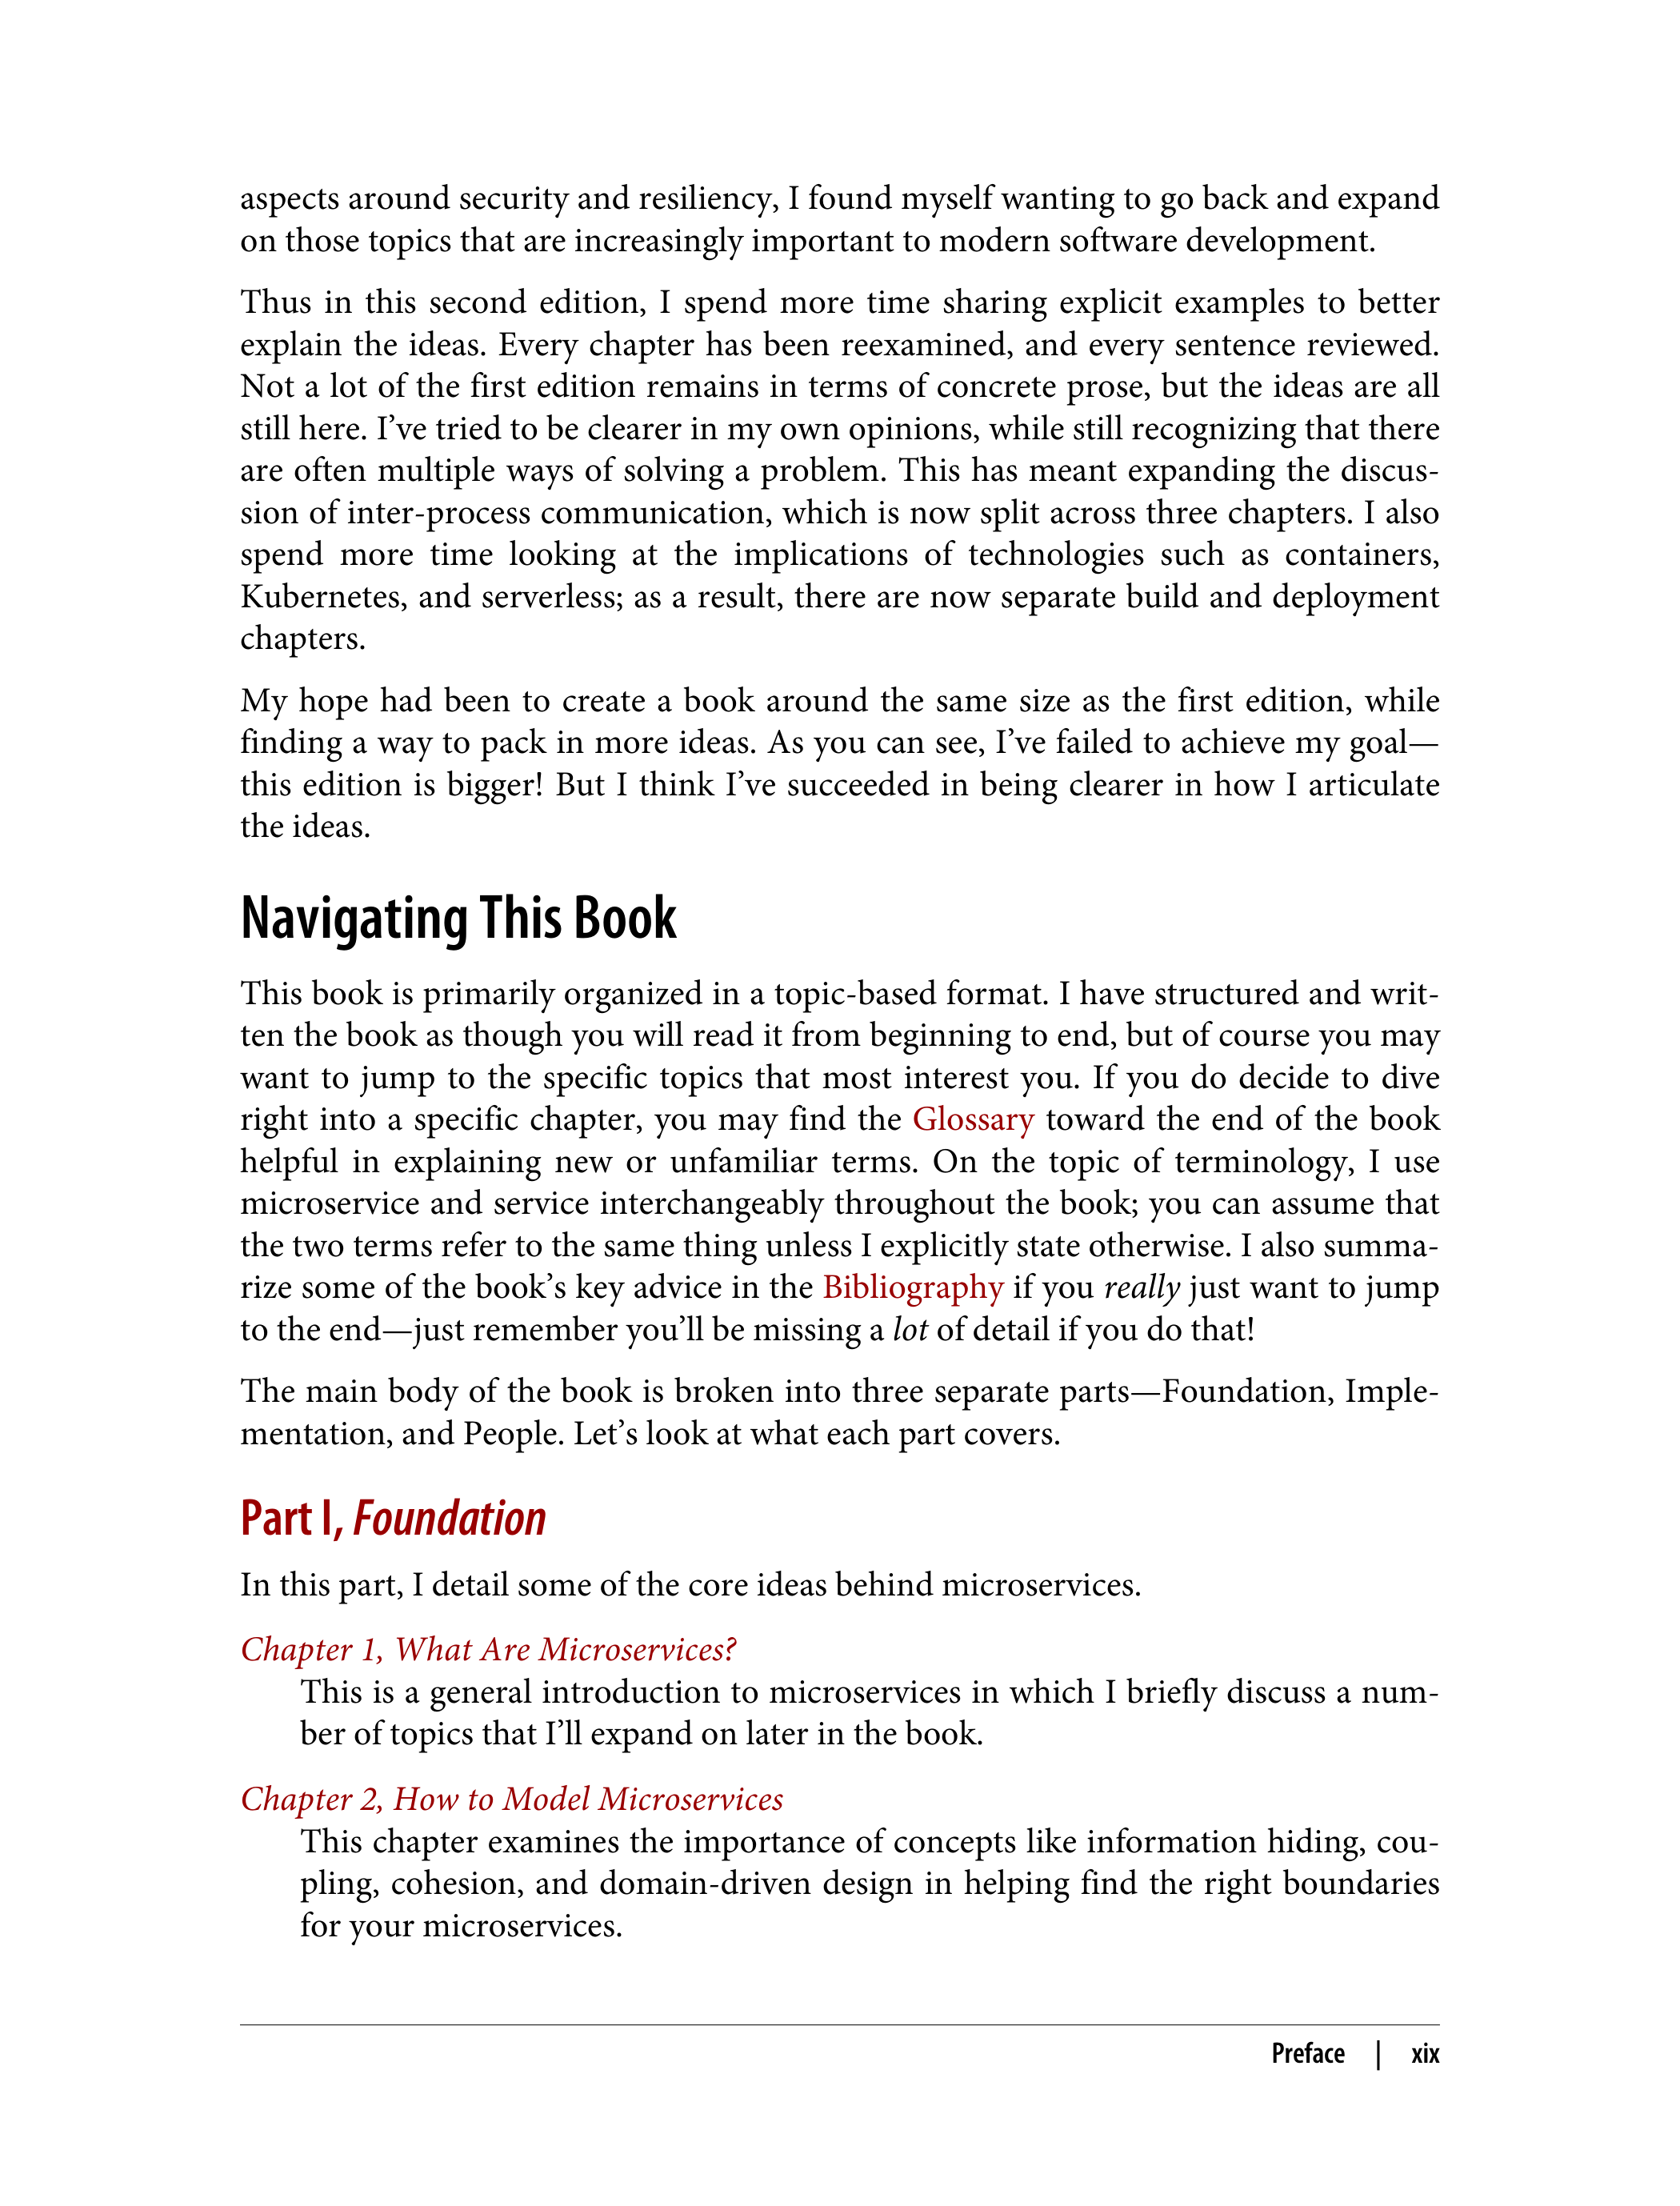 aspects around security and resiliency, I found myself wanting to go back and expand
on those topics that are increasingly important to modern software development.
Thus in this second edition, I spend more time sharing explicit examples to better
explain the ideas. Every chapter has been reexamined, and every sentence reviewed.
Not a lot of the first edition remains in terms of concrete prose, but the ideas are all
still here. I’ve tried to be clearer in my own opinions, while still recognizing that there
are often multiple ways of solving a problem. This has meant expanding the discus-
sion of inter-process communication, which is now split across three chapters. I also
spend more time looking at the implications of technologies such as containers,
Kubernetes, and serverless; as a result, there are now separate build and deployment
chapters.
My hope had been to create a book around the same size as the first edition, while
finding a way to pack in more ideas. As you can see, I’ve failed to achieve my goal—
this edition is bigger! But I think I’ve succeeded in being clearer in how I articulate
the ideas.
Navigating This Book
This book is primarily organized in a topic-based format. I have structured and writ-
ten the book as though you will read it from beginning to end, but of course you may
want to jump to the specific topics that most interest you. If you do decide to dive
right into a specific chapter, you may find the Glossary toward the end of the book
helpful in explaining new or unfamiliar terms. On the topic of terminology, I use
microservice and service interchangeably throughout the book; you can assume that
the two terms refer to the same thing unless I explicitly state otherwise. I also summa-
rize some of the book’s key advice in the Bibliography if you really just want to jump
to the end—just remember you’ll be missing a lot of detail if you do that!
The main body of the book is broken into three separate parts—Foundation, Imple-
mentation, and People. Let’s look at what each part covers.
Part I, Foundation
In this part, I detail some of the core ideas behind microservices.
Chapter 1, What Are Microservices?
This is a general introduction to microservices in which I briefly discuss a num-
ber of topics that I’ll expand on later in the book.
Chapter 2, How to Model Microservices
This chapter examines the importance of concepts like information hiding, cou-
pling, cohesion, and domain-driven design in helping find the right boundaries
for your microservices.
Preface | xix